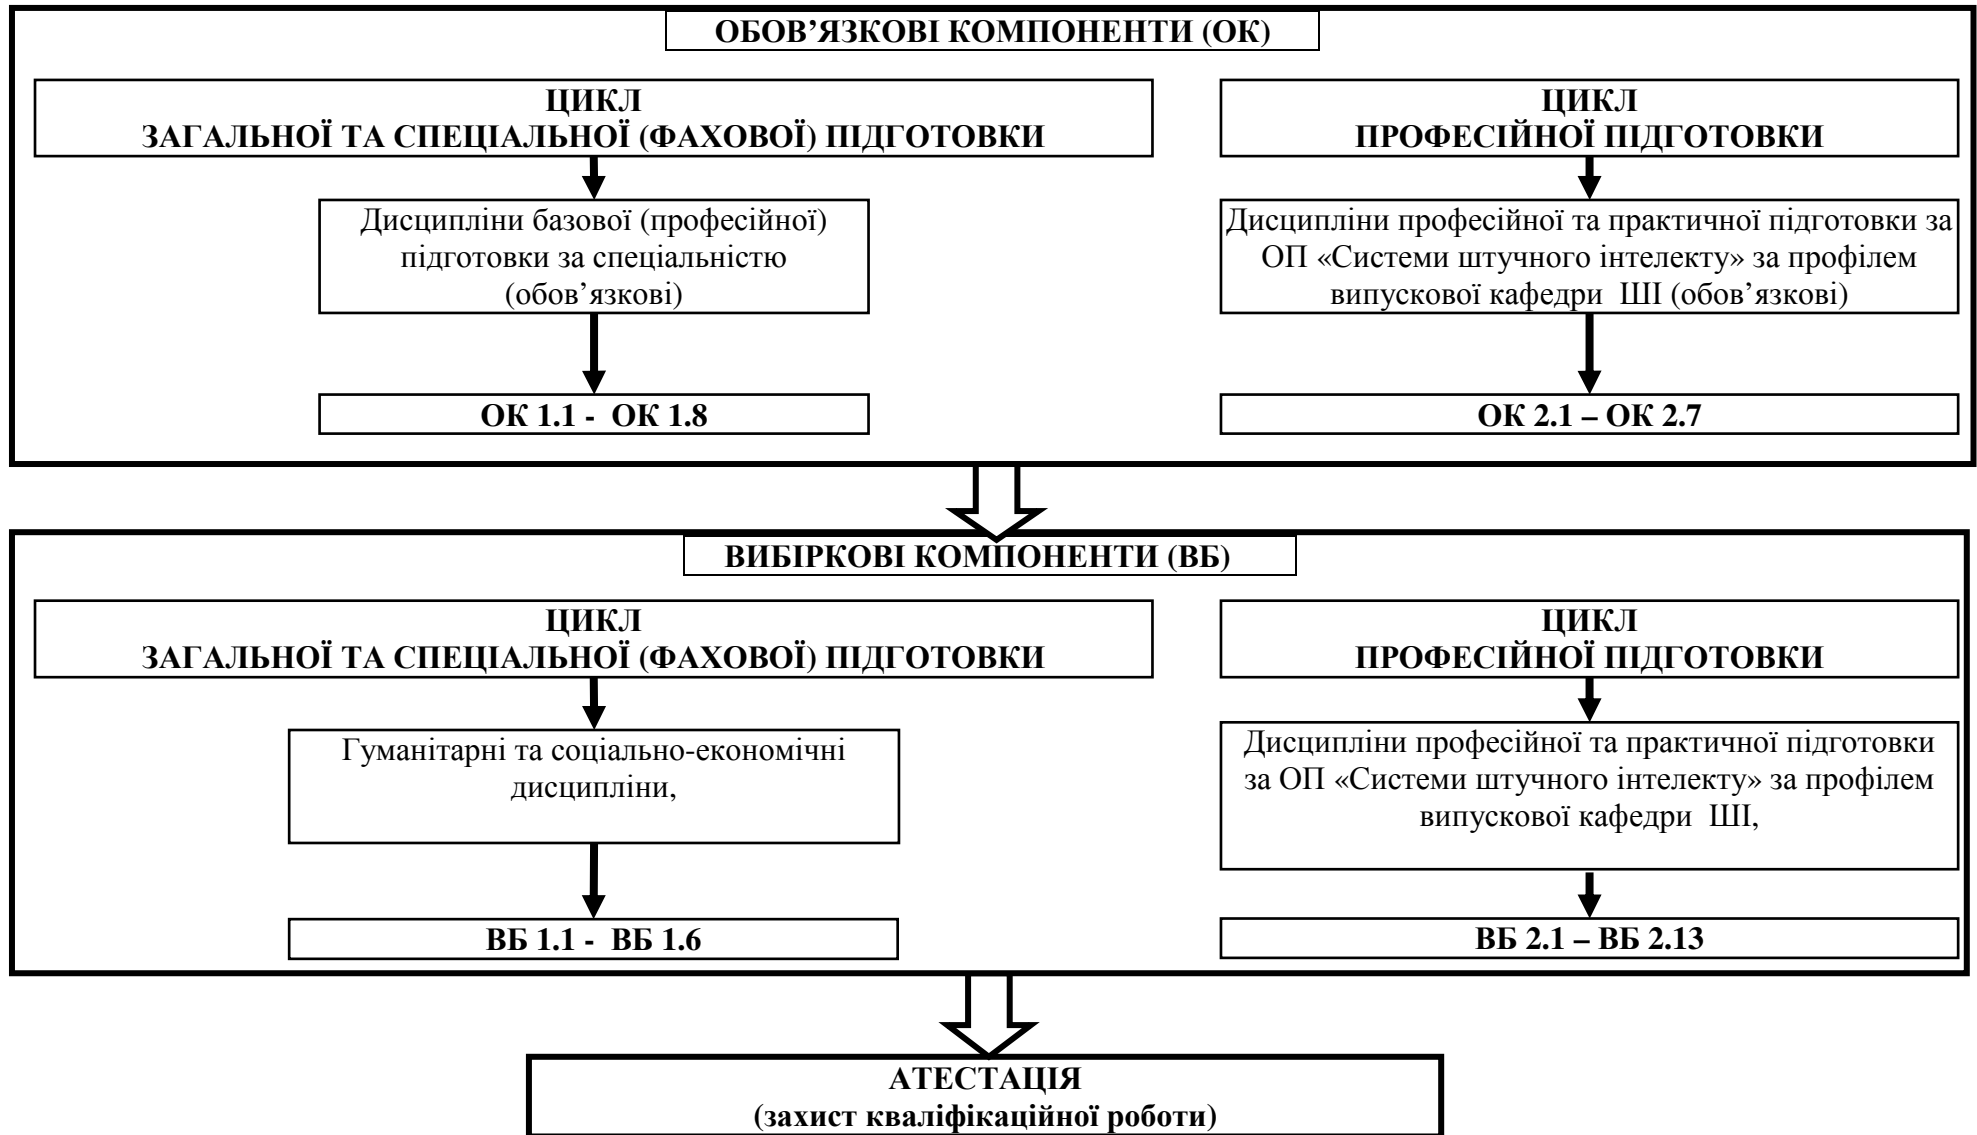 ОБОВ’ЯЗКОВІ КОМПОНЕНТИ (ОК)
ЦИКЛ
ЗАГАЛЬНОЇ ТА СПЕЦІАЛЬНОЇ (ФАХОВОЇ) ПІДГОТОВКИ
Дисципліни базової (професійної)
підготовки за спеціальністю
(обов’язкові)
ОК 1.1 - ОК 1.8
ЦИКЛ
ПРОФЕСІЙНОЇ ПІДГОТОВКИ
Дисципліни професійної та практичної підготовки за
ОП «Системи штучного інтелекту» за профілем
випускової кафедри ШІ (обов’язкові)
ОК 2.1 – ОК 2.7
ВИБІРКОВІ КОМПОНЕНТИ (ВБ)
ЦИКЛ
ЗАГАЛЬНОЇ ТА СПЕЦІАЛЬНОЇ (ФАХОВОЇ) ПІДГОТОВКИ
Гуманітарні та соціально-економічні
дисципліни,
ВБ 1.1 - ВБ 1.6
ЦИКЛ
ПРОФЕСІЙНОЇ ПІДГОТОВКИ
Дисципліни професійної та практичної підготовки
за ОП «Системи штучного інтелекту» за профілем
випускової кафедри ШІ,
ВБ 2.1 – ВБ 2.13
АТЕСТАЦІЯ
(захист кваліфікаційної роботи)